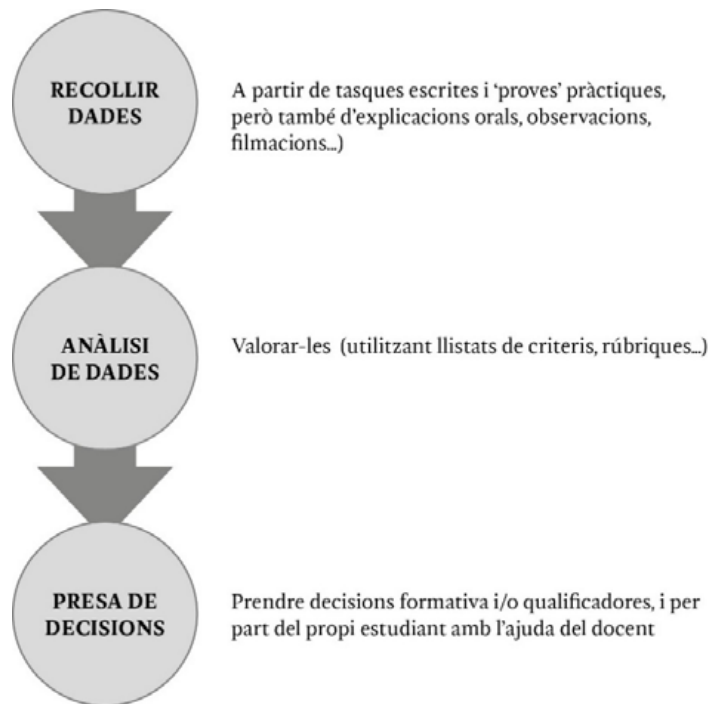 RECOLLIR
DADES
A partir de tasques escrites i ‘proves’ pràctiques,
però també d’explicacions orals, observacions,
filmacions...)
ANÀLISI
DE DADES
Valorar-les (utilitzant llistats de criteris, rúbriques...)
PRESA DE
DECISIONS
Prendre decisions formativa i/o qualificadores, i per
part del propi estudiant amb l’ajuda del docent